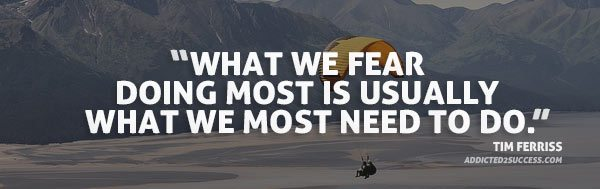 “WHAT WE FEAR
DOING MOST IS USUALLY
WHAT WE MOST NEED TO DO.”
TIM FERRISS
ADDICTED2SUCCESS.COM